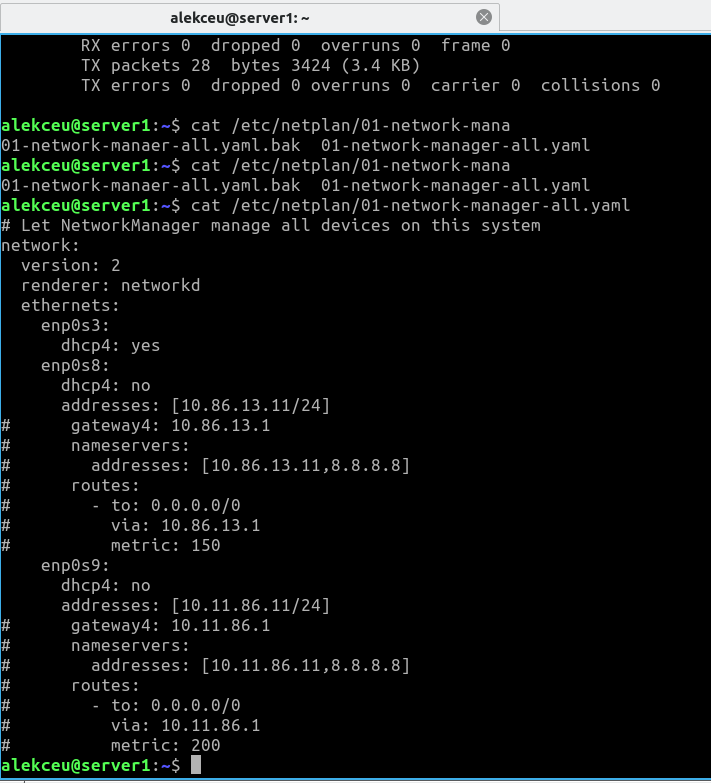 alekceu@server1: ~
RX errors 0  dropped 0  overruns 0  frame 0
TX packets 28  bytes 3424 (3.4 KB)
TX errors 0  dropped 0 overruns 0  carrier 0  collisions 0
alekceu@server1:~$ cat /etc/netplan/01-network-mana
01-network-manaer-all.yaml.bak  01-network-manager-all.yaml
alekceu@server1:~$ cat /etc/netplan/01-network-mana
01-network-manaer-all.yaml.bak  01-network-manager-all.yaml
alekceu@server1:~$ cat /etc/netplan/01-network-manager-all.yaml
# Let NetworkManager manage all devices on this system
network:
  version: 2
  renderer: networkd
  ethernets:
    enp0s3:
      dhcp4: yes
    enp0s8:
      dhcp4: no
      addresses: [10.86.13.11/24]
#      gateway4: 10.86.13.1
#      nameservers:
#        addresses: [10.86.13.11,8.8.8.8]
#      routes:
#        - to: 0.0.0.0/0
#          via: 10.86.13.1
#          metric: 150
    enp0s9:
      dhcp4: no
      addresses: [10.11.86.11/24]
#      gateway4: 10.11.86.1
#      nameservers:
#        addresses: [10.11.86.11,8.8.8.8]
#      routes:
#        - to: 0.0.0.0/0
#          via: 10.11.86.1
#          metric: 200
alekceu@server1:~$